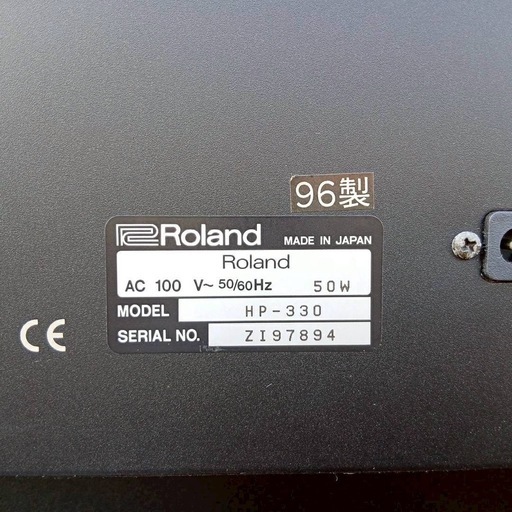 96製
Roland MADE IN JAPAN
Roland
AC 100 V~ 50/60Hz 50W
MODEL HP-330
SERIAL NO. ZI97894
CE